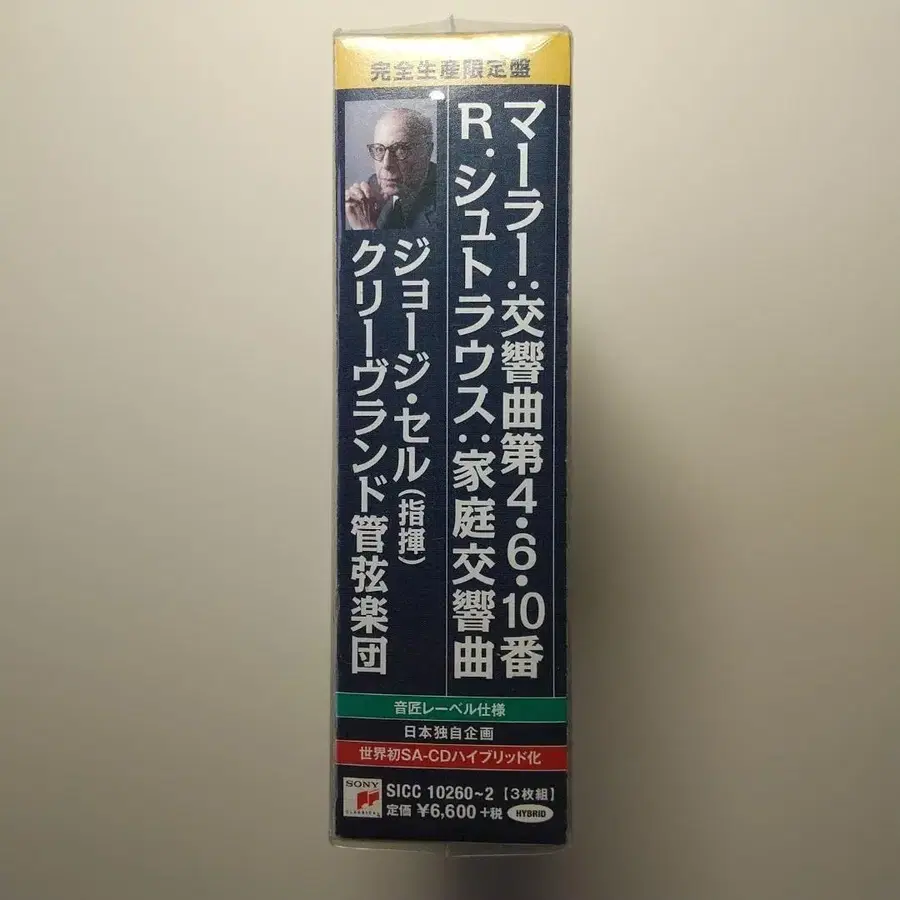 完全生産限定盤
マーラー:交響曲第4・6・10番
R.シュトラウス:家庭交響曲
ジョージ・セル(指揮)
クリーヴランド管弦楽団
音匠レーベル仕様
日本独自企画
世界初SA-CDハイブリッド化
SONY
CLASSICAL
SICC 10260~2【3枚組】
定価 ¥6,600 +税
HYBRID